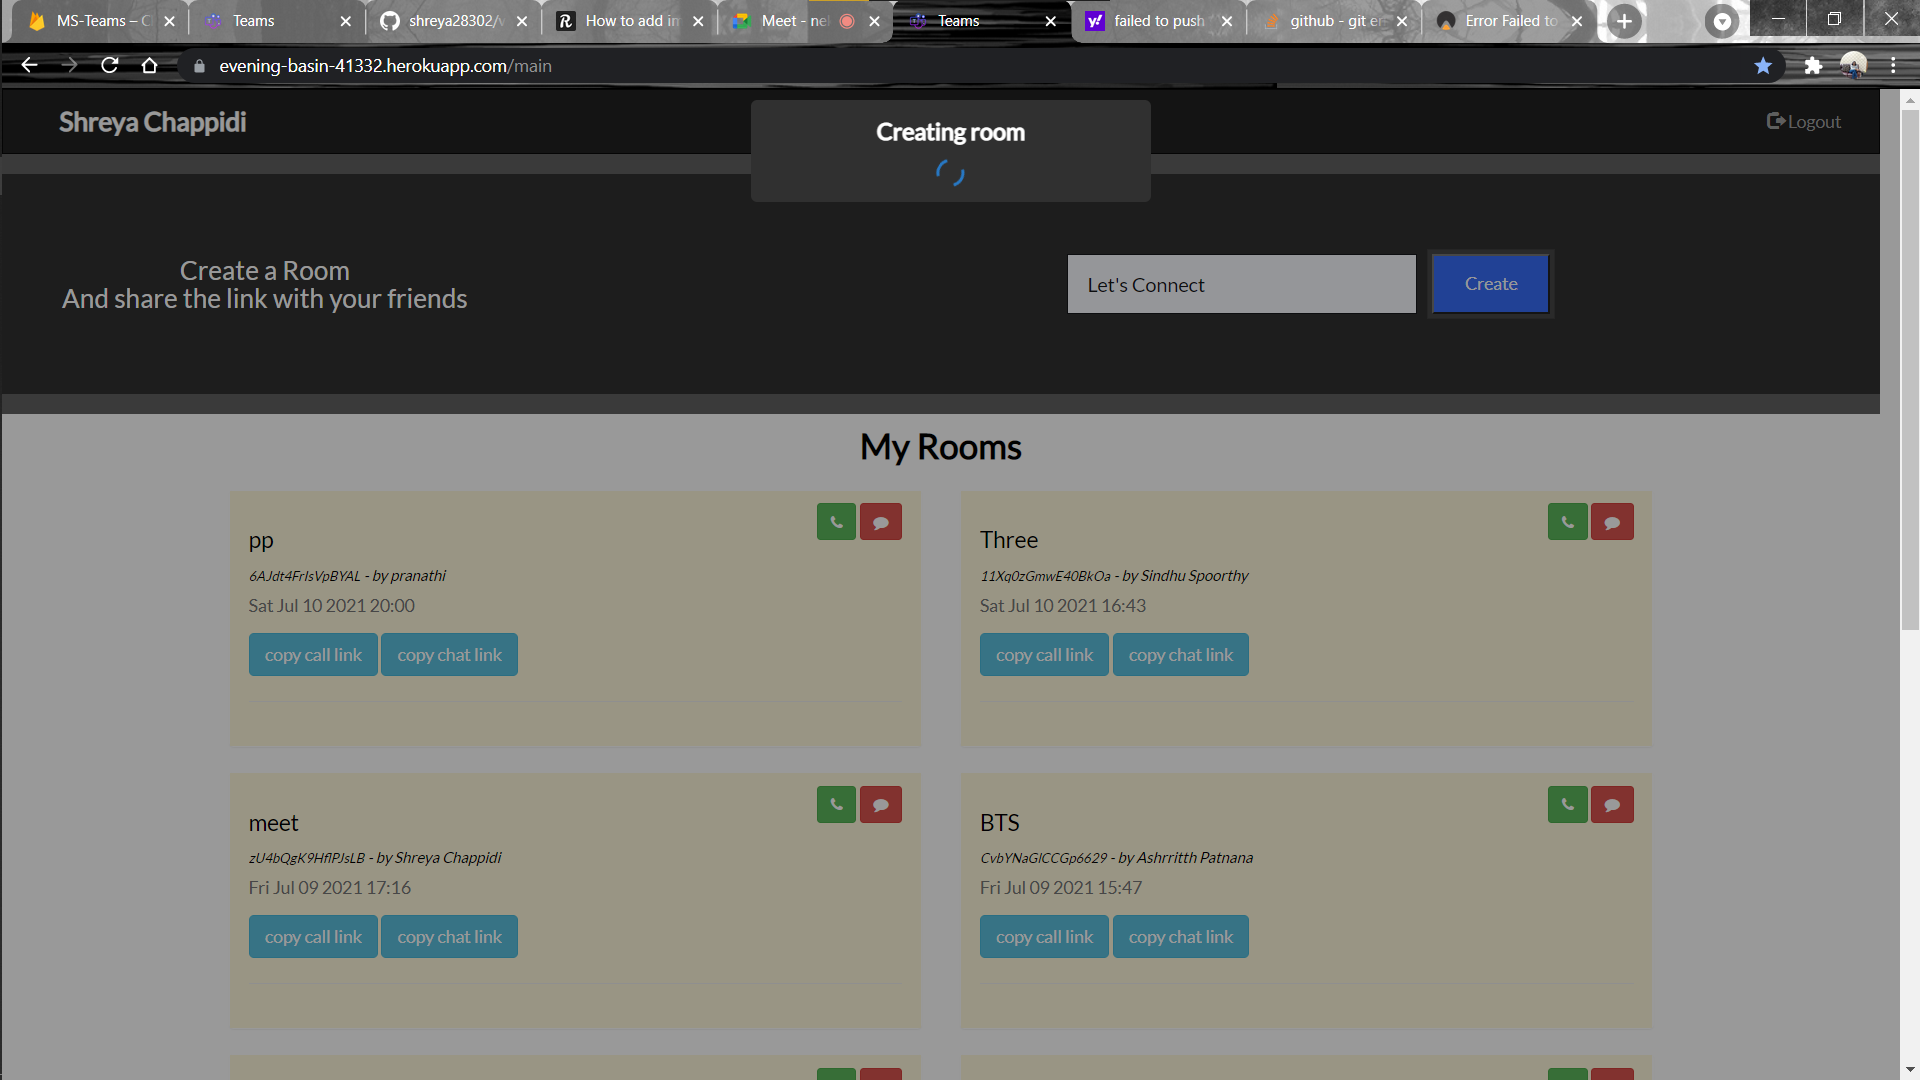 MS-Teams – C
Teams
shreya28302/v
How to add im
Meet - nek
Teams
failed to push
github - git er
Error Failed to
evening-basin-41332.herokuapp.com/main
Shreya Chappidi
Creating room
Logout
Create a Room
And share the link with your friends
Let's Connect
Create
My Rooms
pp
6AJdt4FrIsVpBYAL - by pranathi
Sat Jul 10 2021 20:00
copy call link copy chat link
Three
11Xq0zGmwE40BkOa - by Sindhu Spoorthy
Sat Jul 10 2021 16:43
copy call link copy chat link
meet
zU4bQgK9HflPJsLB - by Shreya Chappidi
Fri Jul 09 2021 17:16
copy call link copy chat link
BTS
CvbYNaGlCCGp6629 - by Ashrritth Patnana
Fri Jul 09 2021 15:47
copy call link copy chat link